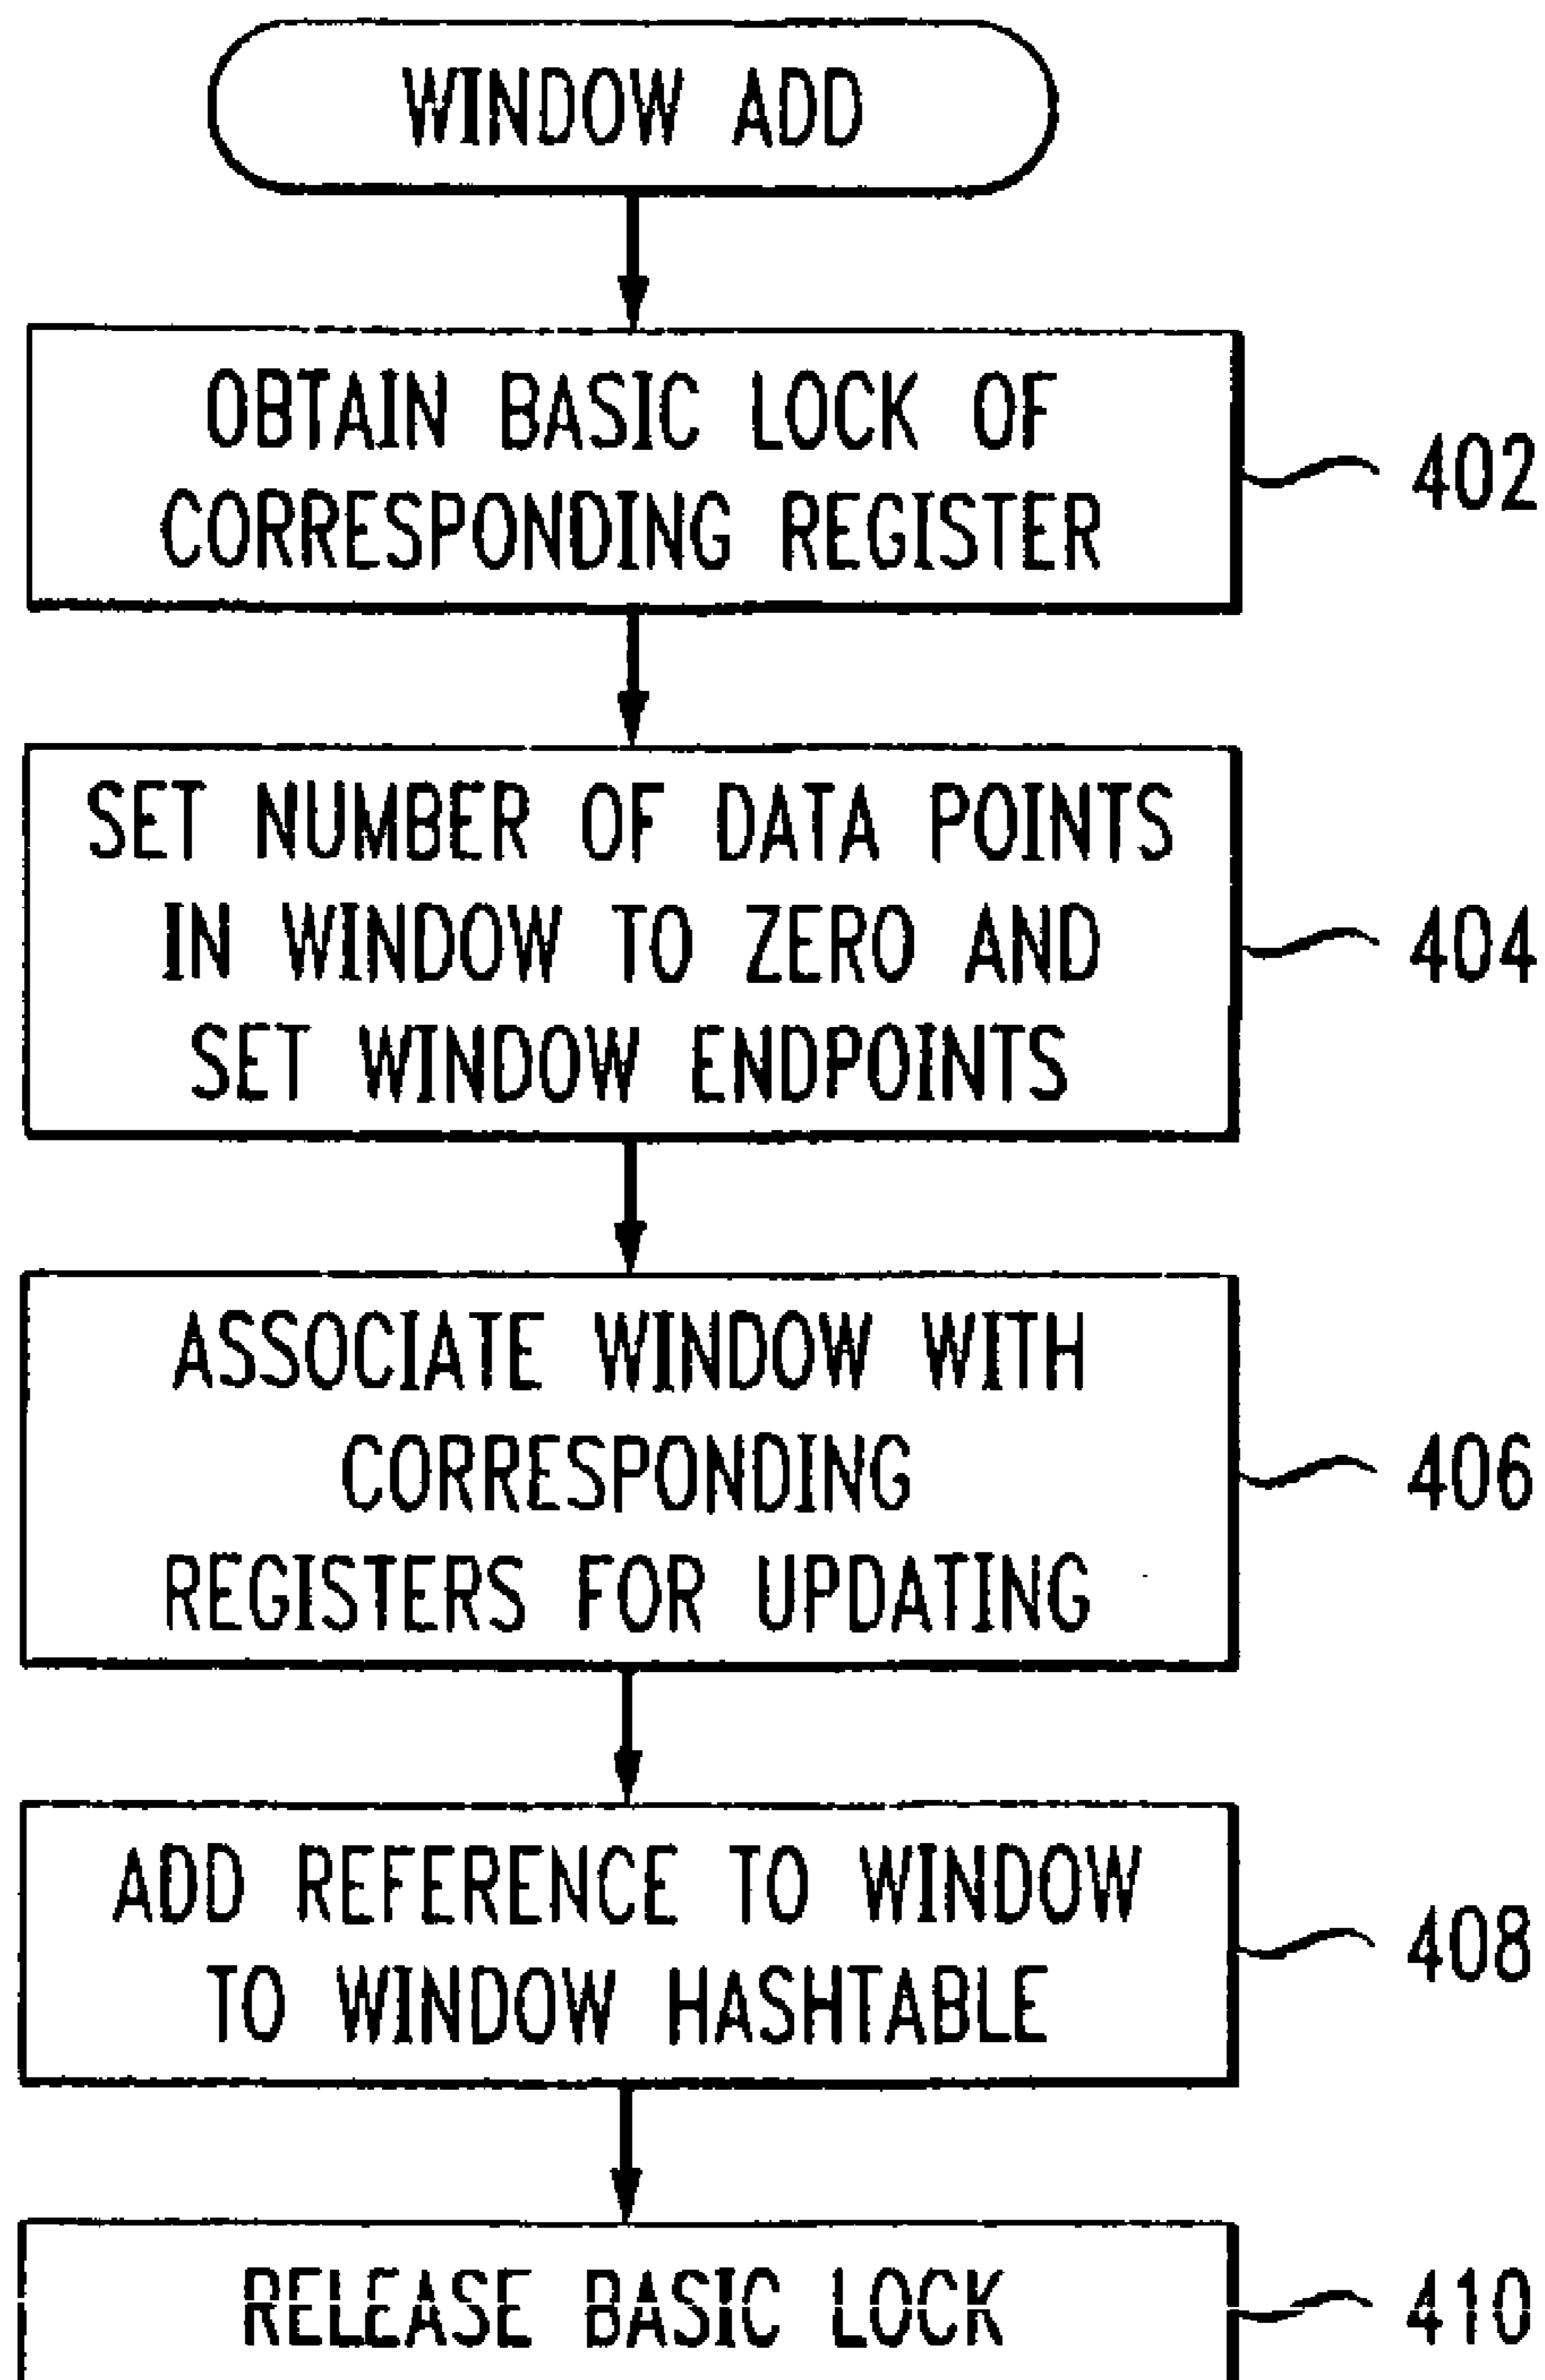 WINDOW ADD
OBTAIN BASIC LOCK OF
CORRESPONDING REGISTER
402
SET NUMBER OF DATA POINTS
IN WINDOW TO ZERO AND
SET WINDOW ENDPOINTS
404
ASSOCIATE WINDOW WITH
CORRESPONDING
REGISTERS FOR UPDATING
406
ADD REFERENCE TO WINDOW
TO WINDOW HASHTABLE
408
RELEASE BASIC LOCK
410